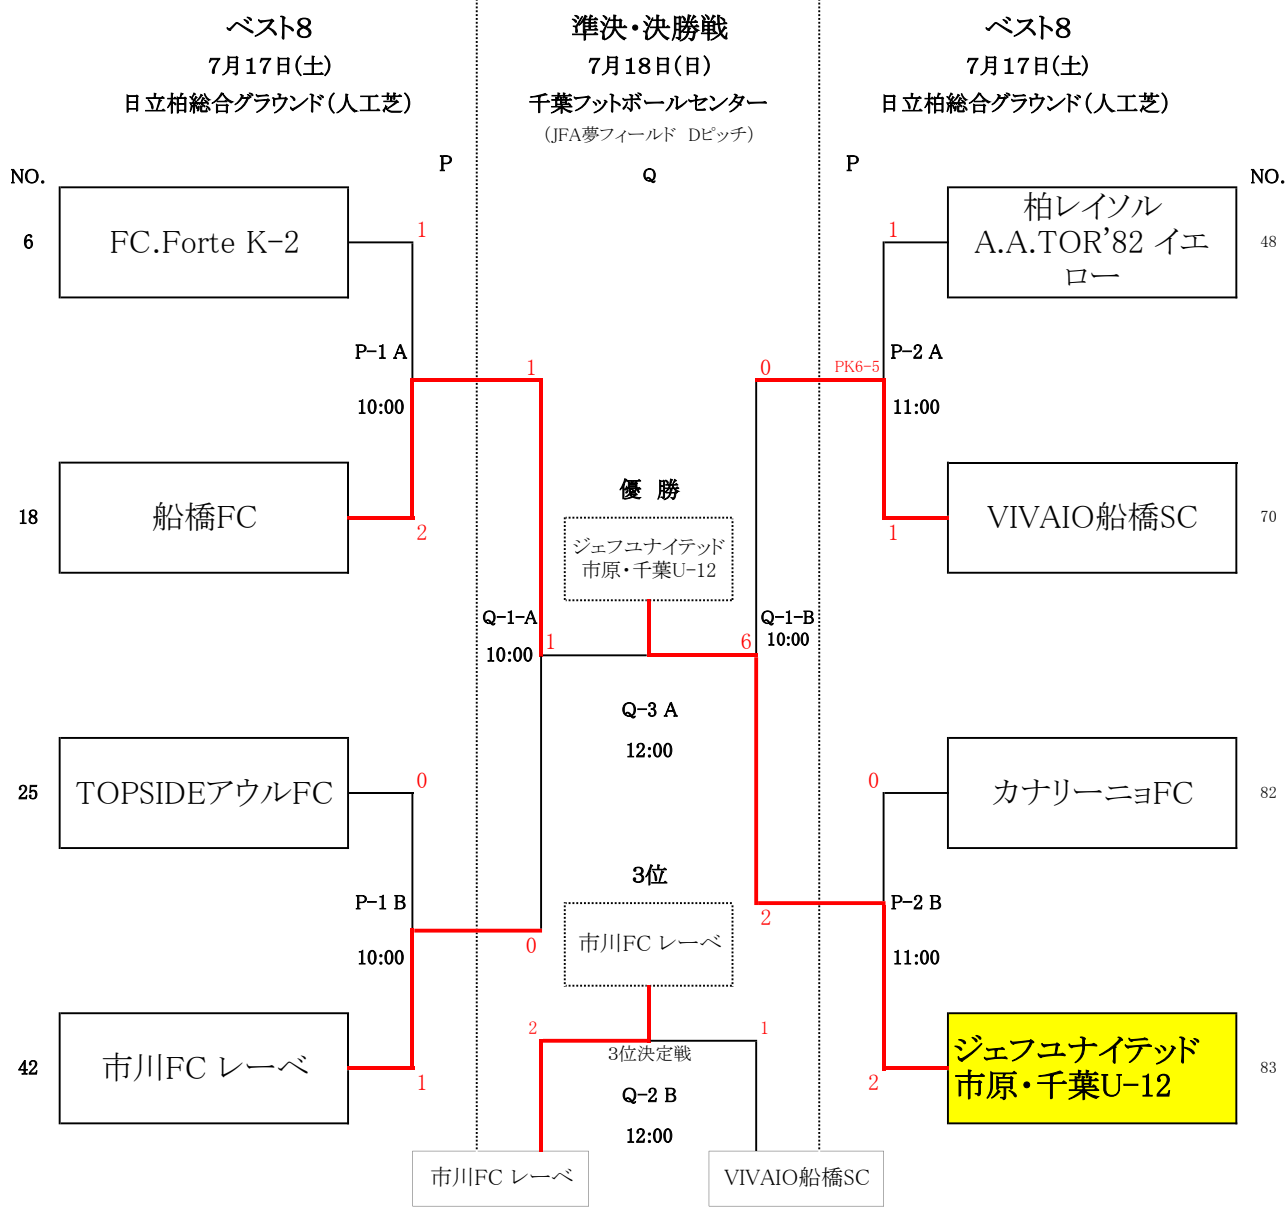 ベスト8
7月17日(土)
日立柏総合グラウンド(人工芝)
準決・決勝戦
7月18日(日)
千葉フットボールセンター
(JFA夢フィールド Dピッチ)
ベスト8
7月17日(土)
日立柏総合グラウンド(人工芝)
P
Q
P
NO.
NO.
6
FC.Forte K-2
1
1
柏レイソル
A.A.TOR'82 イエ
ロー
48
P-1 A
10:00
1
0
PK6-5
P-2 A
11:00
18
船橋FC
2
優 勝
ジェフユナイテッド
市原・千葉U-12
1
VIVAIO船橋SC
70
Q-1-A
10:00
1
6
Q-1-B
10:00
Q-3 A
12:00
25
TOPSIDEアウルFC
0
0
カナリーニョFC
82
P-1 B
10:00
0
3位
市川FC レーベ
2
P-2 B
11:00
42
市川FC レーベ
1
2
1
3位決定戦
Q-2 B
12:00
2
ジェフユナイテッド
市原・千葉U-12
83
市川FC レーベ
VIVAIO船橋SC